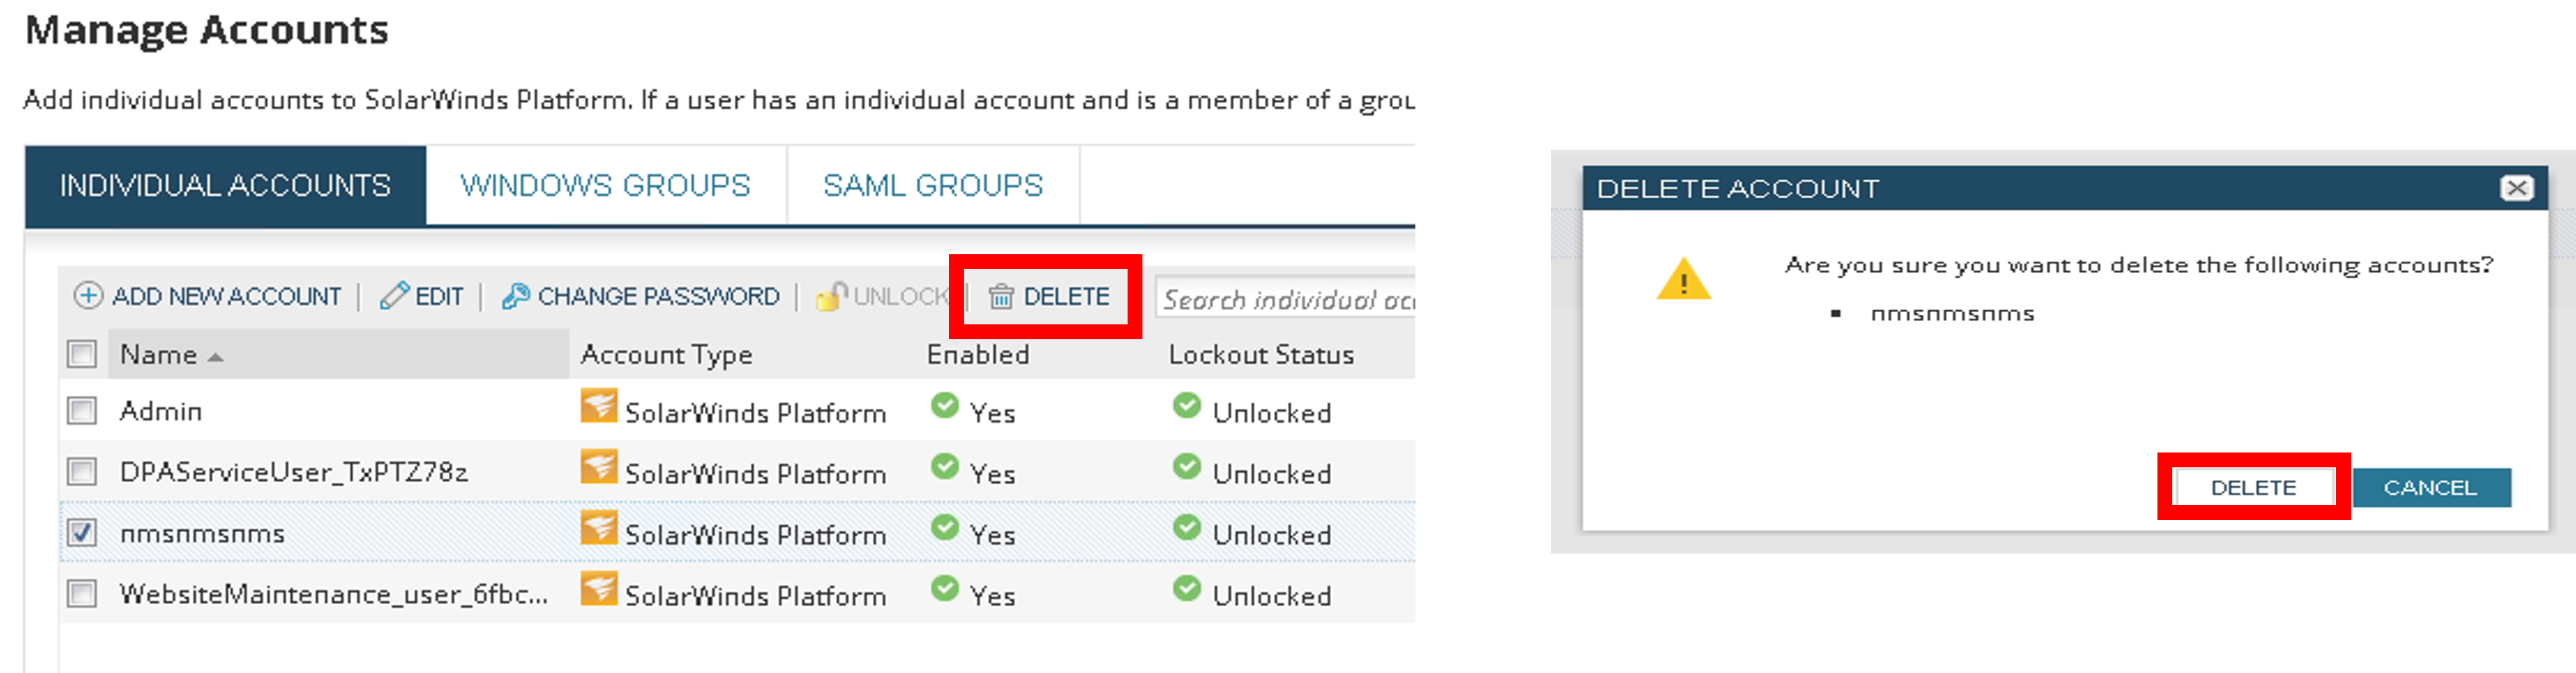 Manage Accounts
Add individual accounts to SolarWinds Platform. If a user has an individual account and is a member of a grou
INDIVIDUAL ACCOUNTS WINDOWS GROUPS SAML GROUPS
ADD NEW ACCOUNT | EDIT | CHANGE PASSWORD | UNLOCK | DELETE Search individual acc
Name Account Type Enabled Lockout Status
Admin SolarWinds Platform Yes Unlocked
DPAServiceUser_TxPTZ78z SolarWinds Platform Yes Unlocked
nmsnmsnms SolarWinds Platform Yes Unlocked
WebsiteMaintenance_user_6fbc... SolarWinds Platform Yes Unlocked
DELETE ACCOUNT
Are you sure you want to delete the following accounts?
▪ nmsnmsnms
DELETE CANCEL